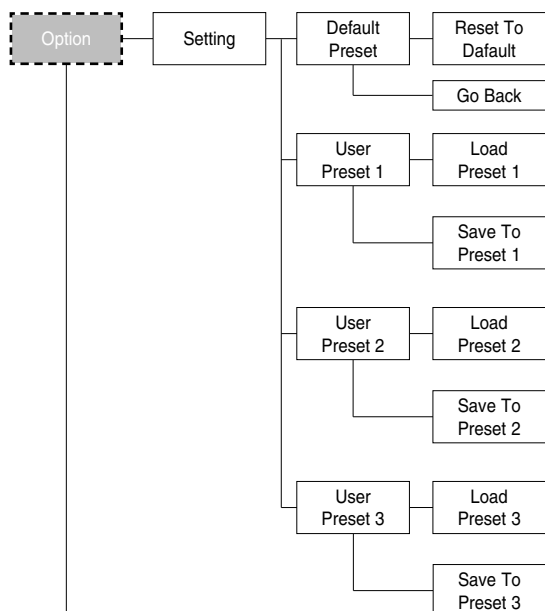 Option
Setting
Default
Preset
Reset To
Dafault
Go Back
User
Preset 1
Load
Preset 1
Save To
Preset 1
User
Preset 2
Load
Preset 2
Save To
Preset 2
User
Preset 3
Load
Preset 3
Save To
Preset 3